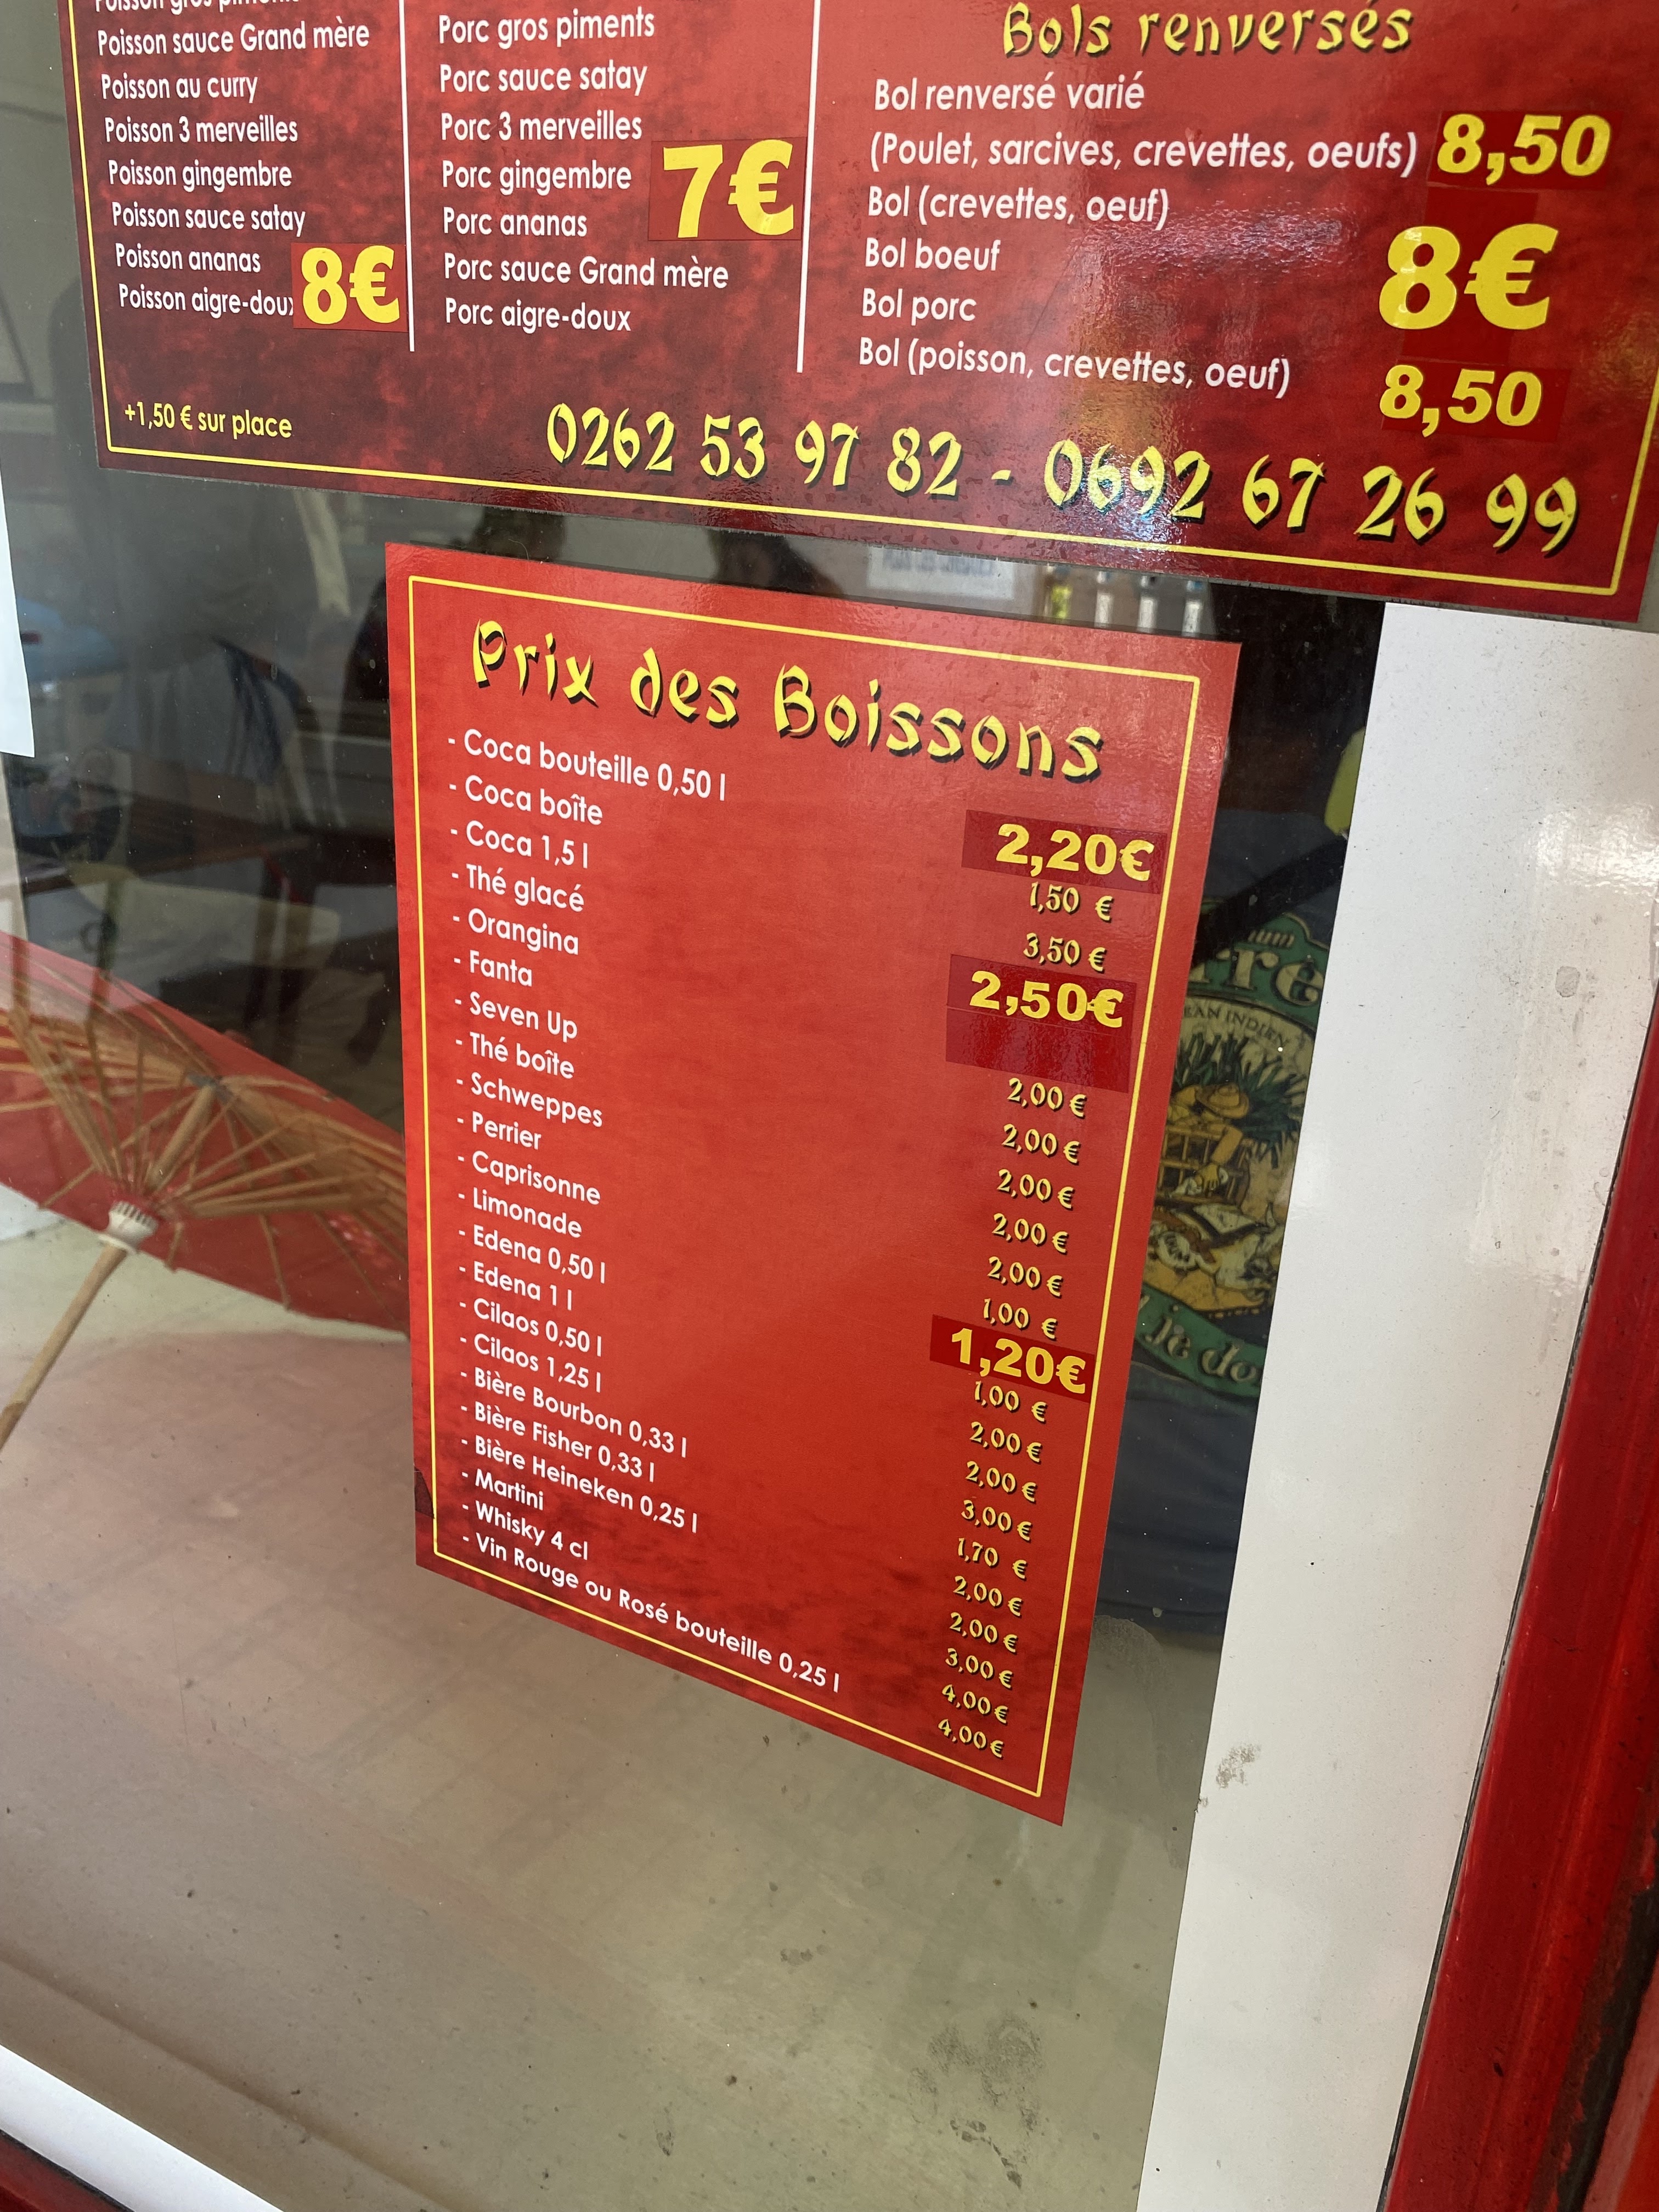 Poisson sauce Grand mère
Poisson au curry
Poisson 3 merveilles
Poisson gingembre
Poisson sauce satay
Poisson ananas
Poisson aigre-doux
8€
+1,50 € sur place
Porc gros piments
Porc sauce satay
Porc 3 merveilles
Porc gingembre
Porc ananas
Porc sauce Grand mère
Porc aigre-doux
7€
Bols renversés
Bol renversé varié
(Poulet, sarcives, crevettes, oeufs) 8,50
Bol (crevettes, oeuf)
Bol boeuf
Bol porc
8€
Bol (poisson, crevettes, oeuf) 8,50
0262 53 97 82 - 0692 67 26 99
Prix des Boissons
- Coca bouteille 0,50 l
- Coca boîte
- Coca 1,5 l
- Thé glacé
- Orangina
- Fanta
- Seven Up
- Thé boîte
- Schweppes
- Perrier
- Caprisonne
- Limonade
- Edena 0,50 l
- Edena 1 l
- Cilaos 0,50 l
- Cilaos 1,25 l
- Bière Bourbon 0,33 l
- Bière Fisher 0,33 l
- Bière Heineken 0,25 l
- Martini
- Whisky 4 cl
- Vin Rouge ou Rosé bouteille 0,25 l
2,20€
1,50 €
3,50 €
2,50€
2,00 €
2,00 €
2,00 €
2,00 €
2,00 €
1,00 €
1,20€
1,00 €
2,00 €
2,00 €
3,00 €
1,70 €
2,00 €
2,00 €
3,00 €
4,00 €
4,00 €